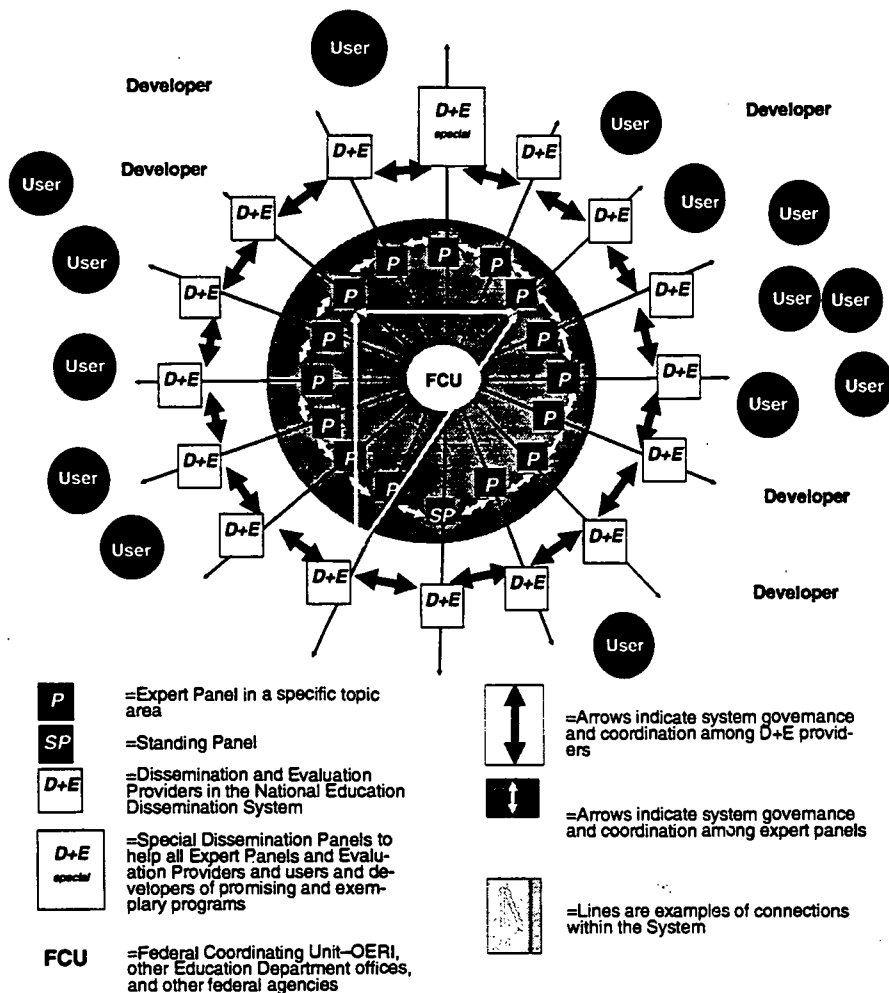 User
Developer
D+E
special
Developer
User
D+E
D+E
Developer
User
User
D+E
D+E
User
P
User
P
P
D+E
D+E
P
P
User
User
P
P
User
D+E
P
FCU
P
D+E
User
User
P
P
D+E
P
P
D+E
User
P
P
Developer
SP
D+E
D+E
User
D+E
D+E
Developer
D+E
User
P
=Expert Panel in a specific topic
area
SP
=Standing Panel
D+E
=Dissemination and Evaluation
Providers in the National Education
Dissemination System
D+E
special
=Special Dissemination Panels to
help all Expert Panels and Evalu-
ation Providers and users and de-
velopers of promising and exem-
plary programs
FCU
=Federal Coordinating Unit–OERI,
other Education Department offices,
and other federal agencies
=Arrows indicate system governance
and coordination among D+E provid-
ers
=Arrows indicate system governance
and coordination among expert panels
=Lines are examples of connections
within the System